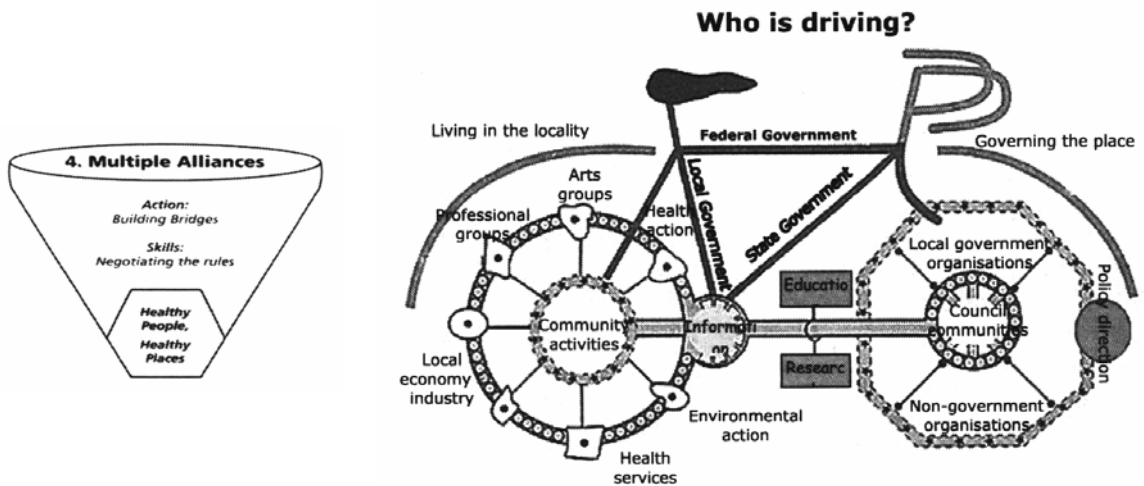 4. Multiple Alliances
Action:
Building Bridges
Skills:
Negotiating the rules
Healthy
People,
Healthy
Places
Who is driving?
Living in the locality
Federal Government
Governing the place
Local Government
State Government
Arts
groups
Professional
groups
Health
action
Local government
organisations
Educatio
Policy direction
Community
activities
Informati
on
Council
communities
Researc
Local
economy
industry
Non-government
organisations
Environmental
action
Health
services